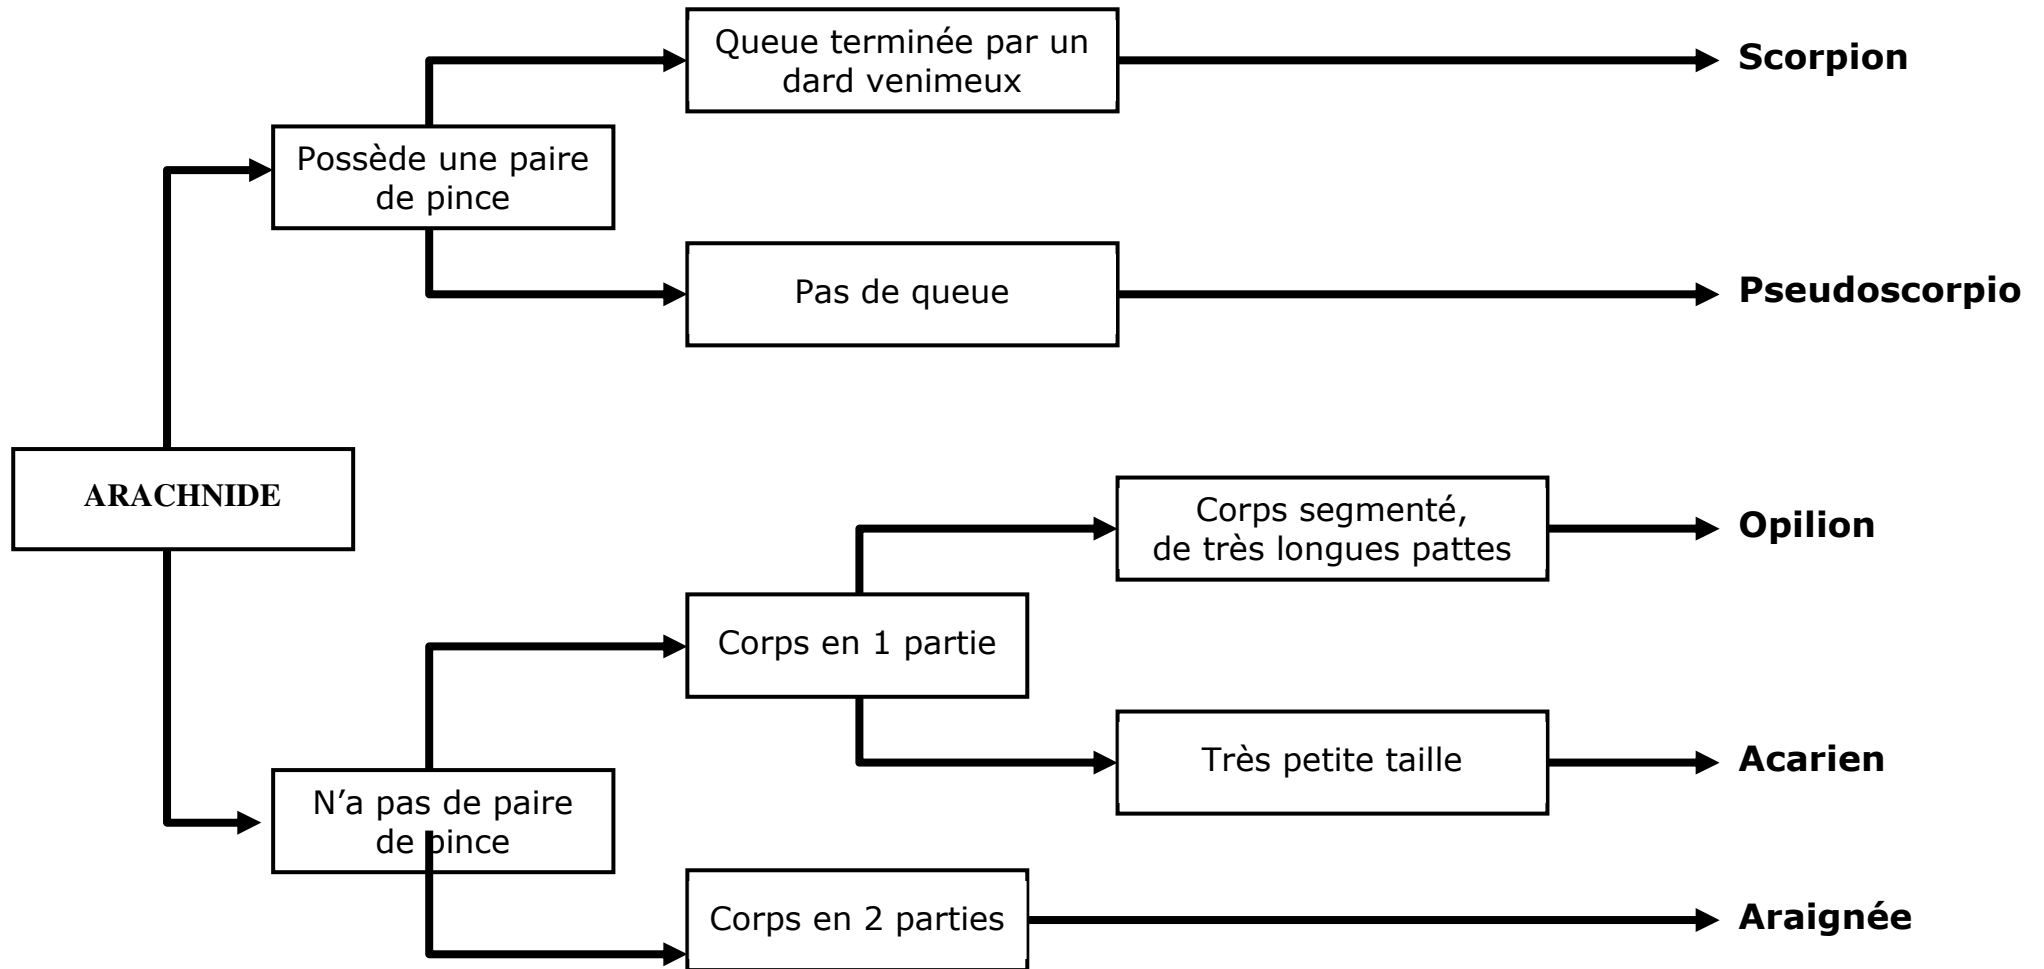 Queue terminée par un
dard venimeux
Scorpion
Possède une paire
de pince
Pas de queue
Pseudoscorpio
ARACHNIDE
Corps segmenté,
de très longues pattes
Opilion
Corps en 1 partie
Très petite taille
Acarien
N’a pas de paire
de pince
Corps en 2 parties
Araignée